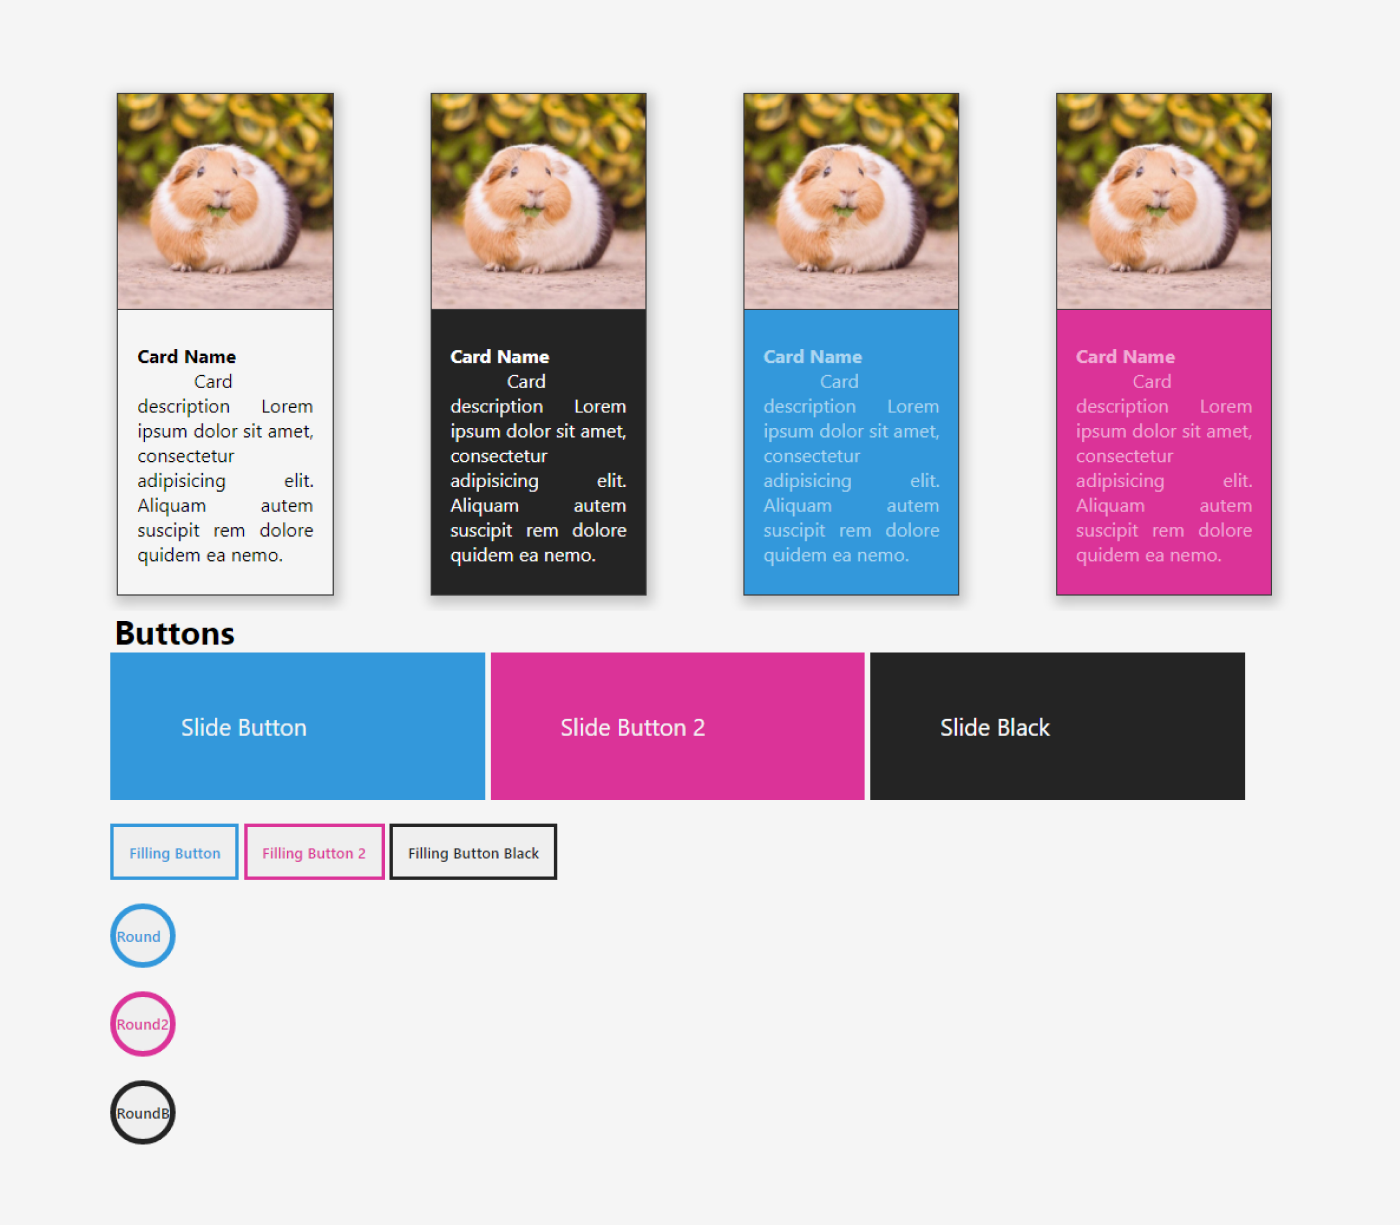 Card Name
Card
description Lorem
ipsum dolor sit amet,
consectetur
adipisicing elit.
Aliquam autem
suscipit rem dolore
quidem ea nemo.
Card Name
Card
description Lorem
ipsum dolor sit amet,
consectetur
adipisicing elit.
Aliquam autem
suscipit rem dolore
quidem ea nemo.
Card Name
Card
description Lorem
ipsum dolor sit amet,
consectetur
adipisicing elit.
Aliquam autem
suscipit rem dolore
quidem ea nemo.
Card Name
Card
description Lorem
ipsum dolor sit amet,
consectetur
adipisicing elit.
Aliquam autem
suscipit rem dolore
quidem ea nemo.
Buttons
Slide Button
Slide Button 2
Slide Black
Filling Button
Filling Button 2
Filling Button Black
Round
Round2
RoundB